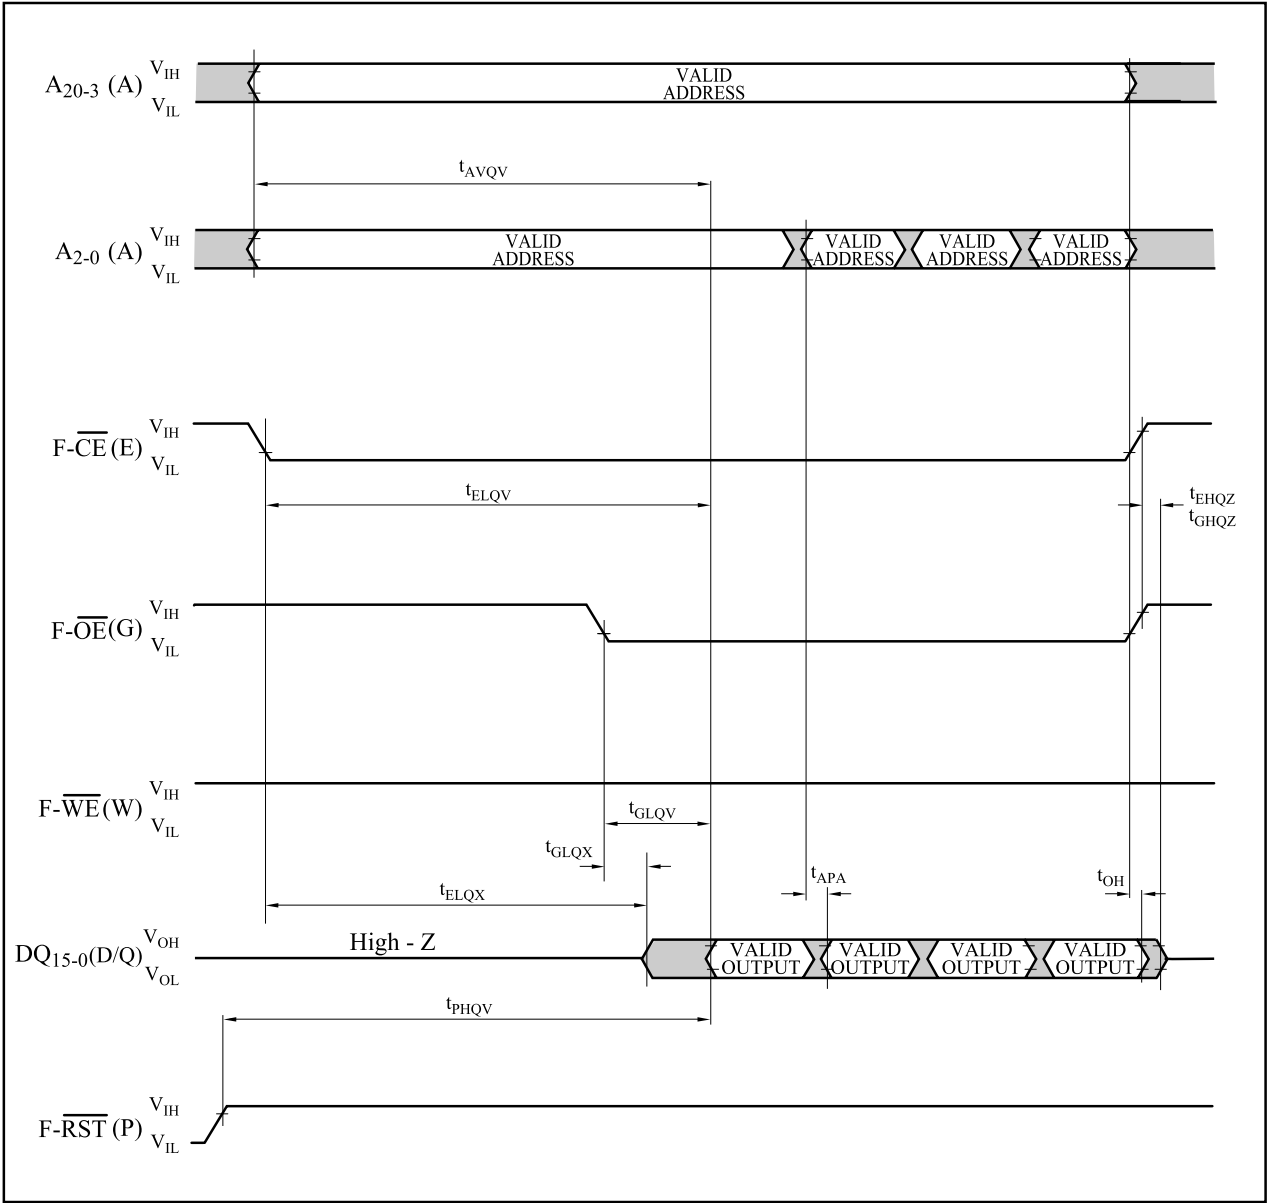 A20-3 (A) VIH VIL VALID
ADDRESS
tAVQV
A2-0 (A) VIH VIL VALID
ADDRESS VALID
ADDRESS VALID
ADDRESS VALID
ADDRESS
F-CE (E) VIH VIL
tELQV
tEHQZ
tGHQZ
F-OE (G) VIH VIL
F-WE (W) VIH VIL
tGLQV
tGLQX
tAPA
tOH
tELQX
DQ15-0(D/Q) VOH VOL High - Z VALID
OUTPUT VALID
OUTPUT VALID
OUTPUT VALID
OUTPUT
tPHQV
F-RST (P) VIH VIL